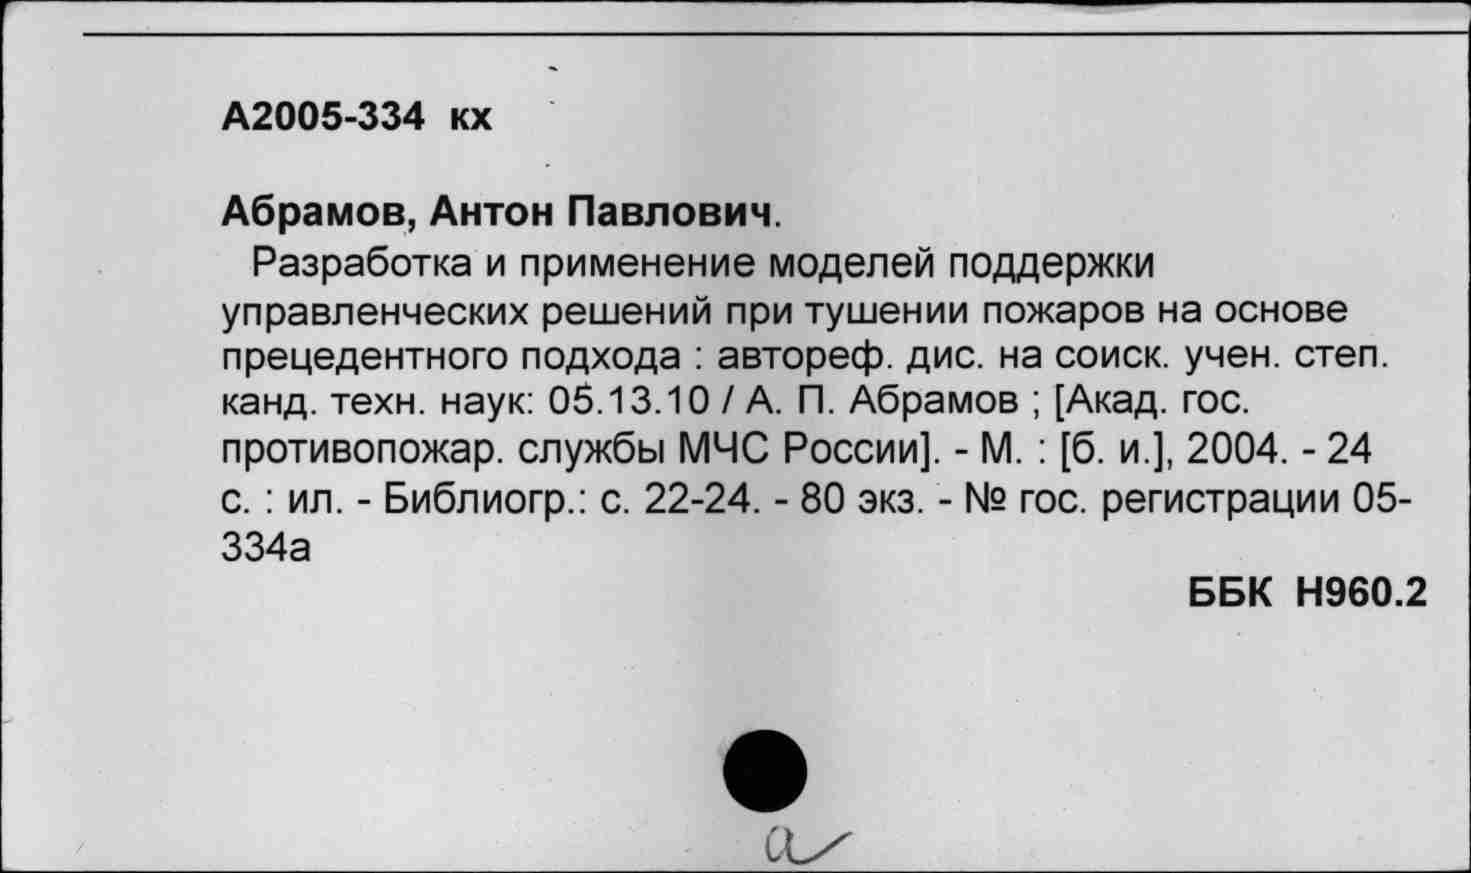 А2005-334 кх
Абрамов, Антон Павлович.
Разработка и применение моделей поддержки
управленческих решений при тушении пожаров на основе
прецедентного подхода : автореф. дис. на соиск. учен. степ.
канд. техн. наук: 05.13.10 / А. П. Абрамов ; [Акад. гос.
противопожар. службы МЧС России]. - М. : [б. и.], 2004. - 24
с. : ил. - Библиогр.: с. 22-24. - 80 экз. - № гос. регистрации 05-
334а
ББК Н960.2
а